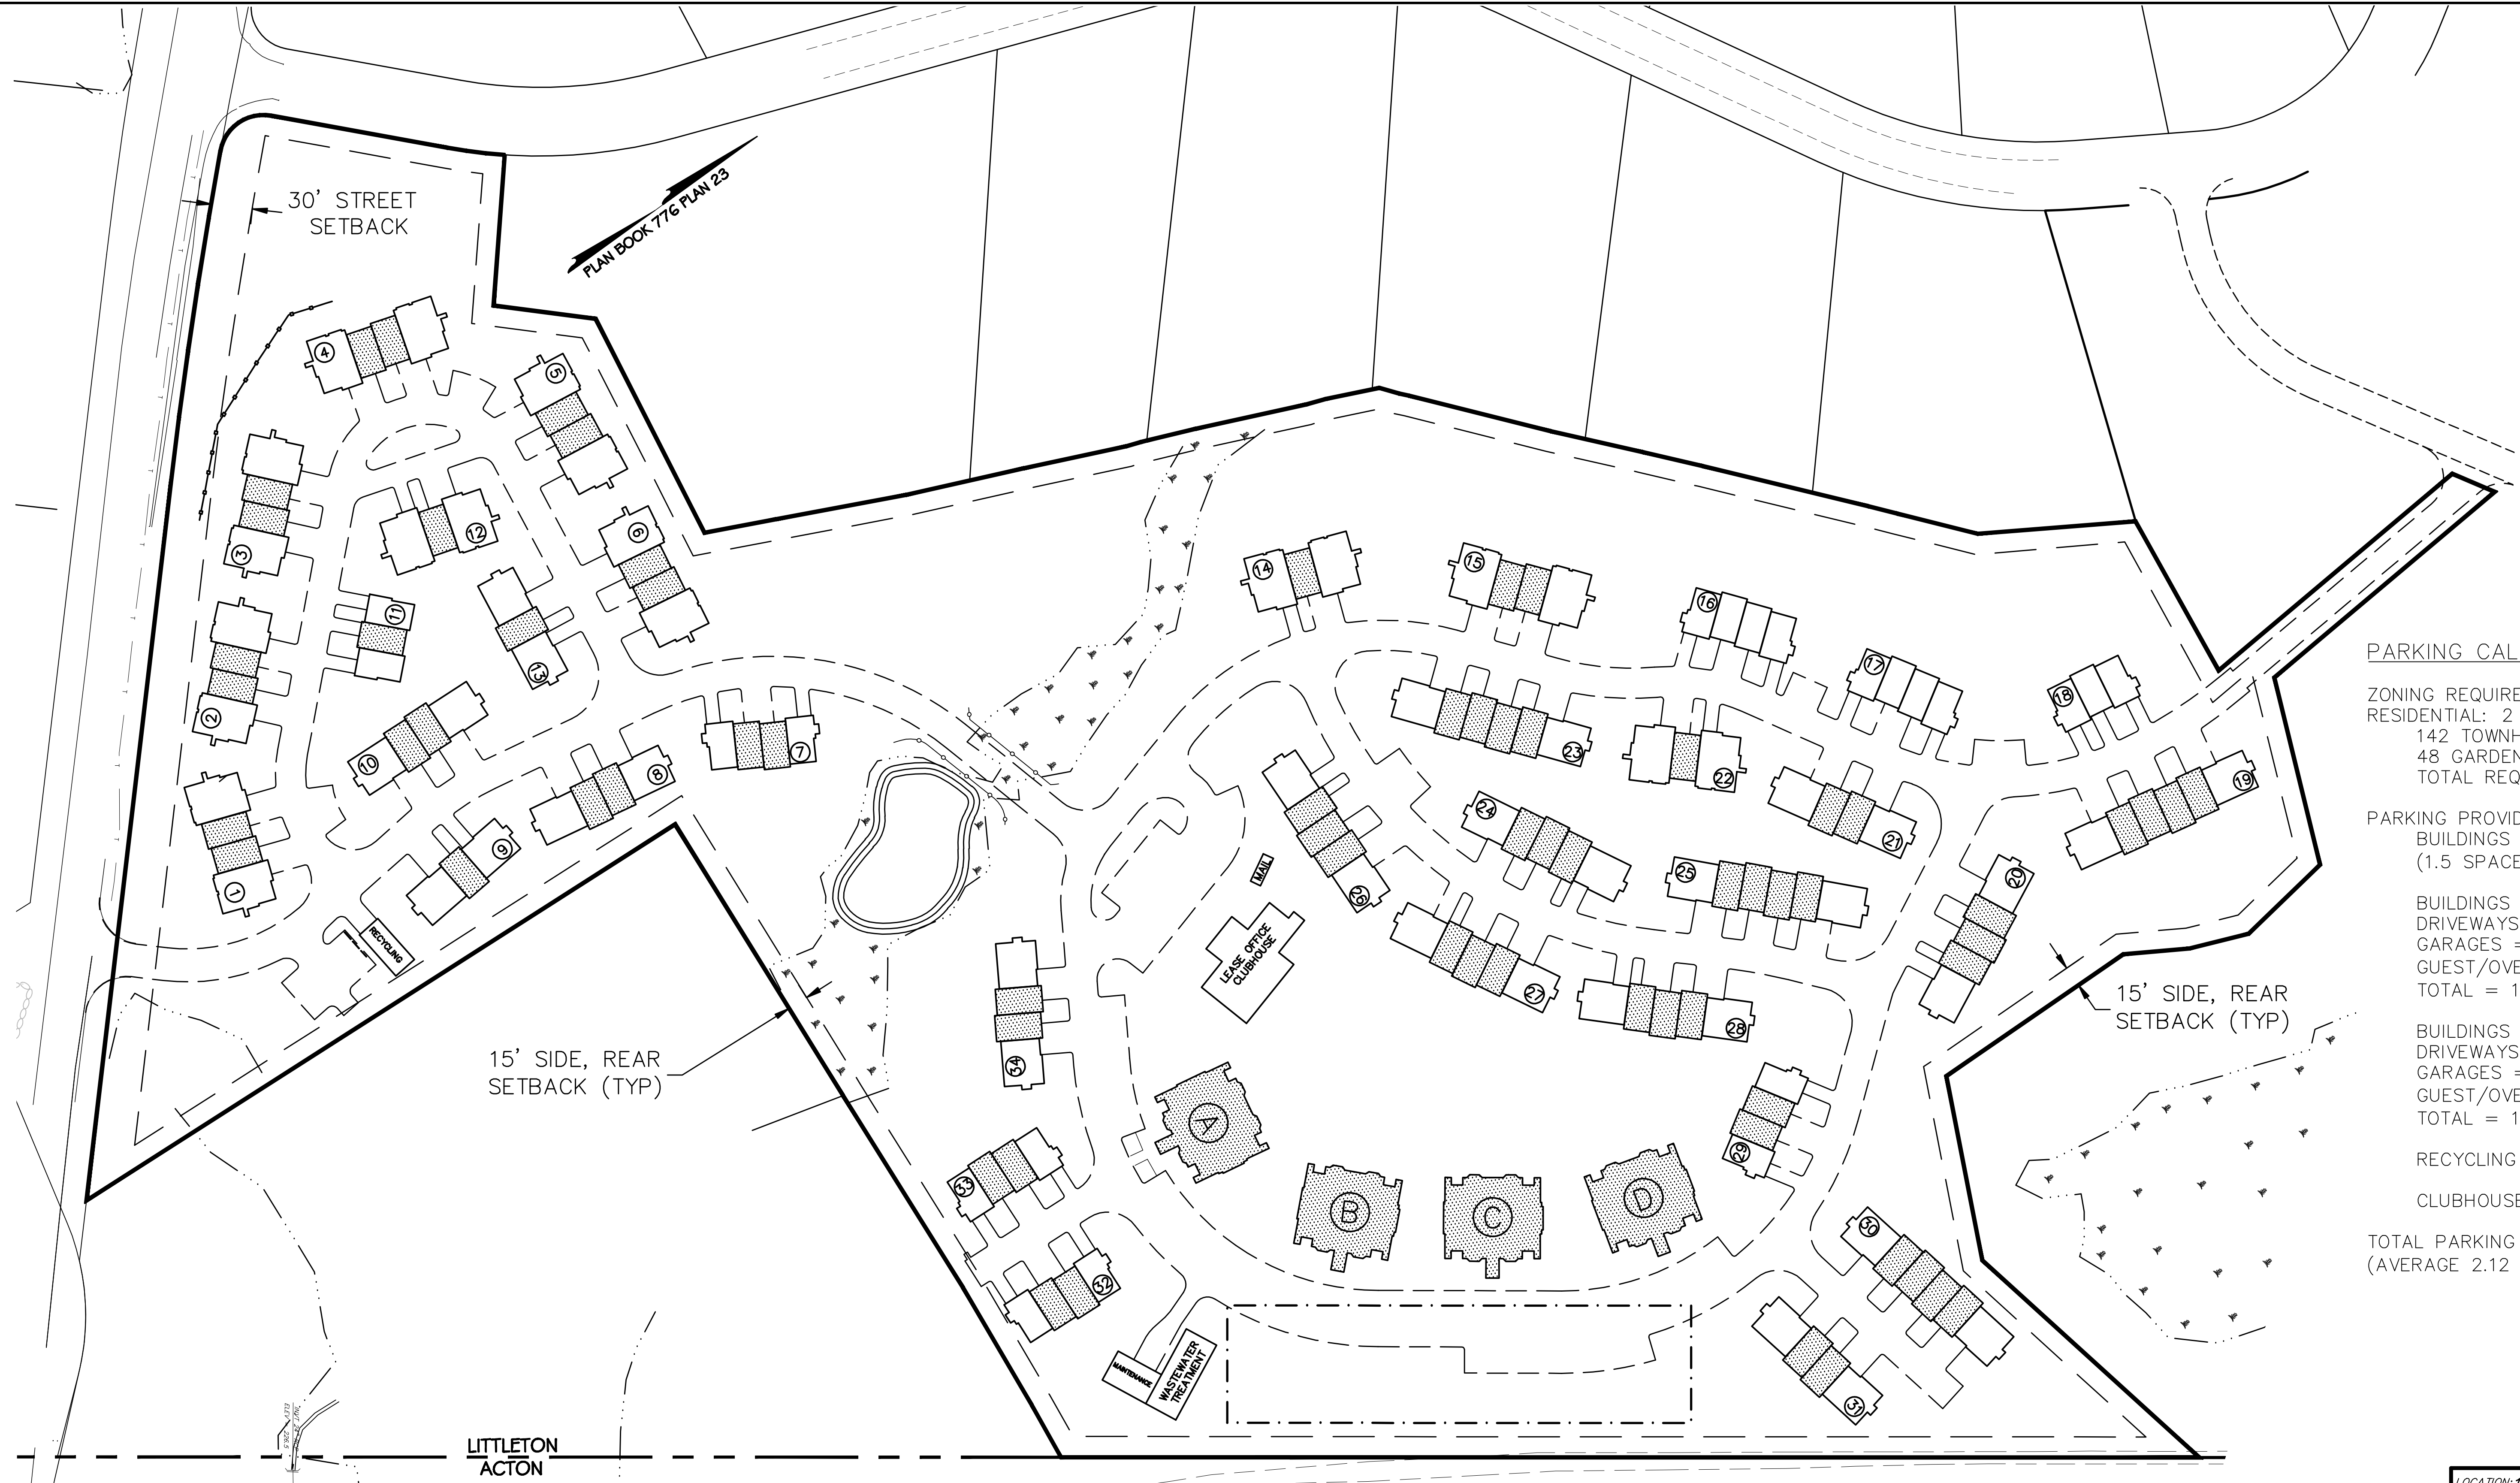 30' STREET
SETBACK
PLAN BOOK 776 PLAN 23
4
5
3
12
6
11
13
2
10
8
7
1
9
RECYCLING
14
15
16
17
18
23
22
19
21
24
25
20
26
MAIL
LEASE OFFICE
CLUBHOUSE
27
28
34
29
A
B
C
D
33
32
30
31
MAINTENANCE
WASTEWATER
TREATMENT
15' SIDE, REAR
SETBACK (TYP)
15' SIDE, REAR
SETBACK (TYP)
LITTLETON
ACTON
PARKING CAL
ZONING REQUIRE
RESIDENTIAL: 2
142 TOWNH
48 GARDEN
TOTAL REQ
PARKING PROVID
BUILDINGS
(1.5 SPACE
BUILDINGS
DRIVEWAYS
GARAGES =
GUEST/OVE
TOTAL = 1
BUILDINGS
DRIVEWAYS
GARAGES =
GUEST/OVE
TOTAL = 1
RECYCLING
CLUBHOUSE
TOTAL PARKING
(AVERAGE 2.12